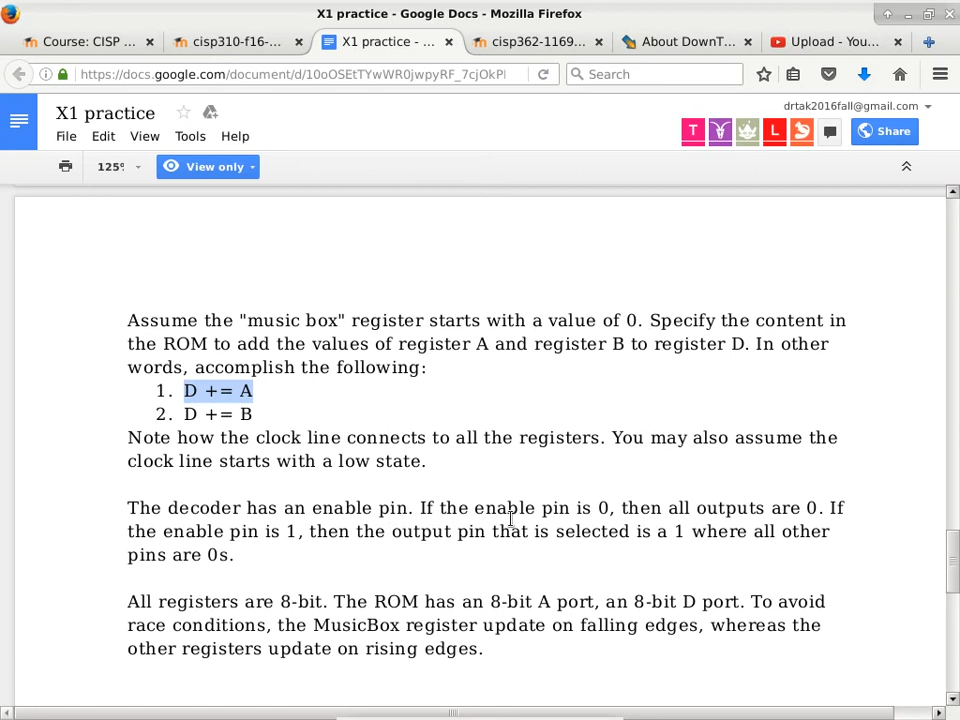 X1 practice - Google Docs - Mozilla Firefox
Course: CISP ...
cisp310-f16-...
X1 practice - ...
cisp362-1169...
About DownT...
Upload - You...
https://docs.google.com/document/d/10oOSEtTYwWR0jwpyRF_7cjOkPl
Search
X1 practice
drtak2016fall@gmail.com
File Edit View Tools Help
T
L
Share
125%
View only
Assume the "music box" register starts with a value of 0. Specify the content in
the ROM to add the values of register A and register B to register D. In other
words, accomplish the following:
1. D += A
2. D += B
Note how the clock line connects to all the registers. You may also assume the
clock line starts with a low state.
The decoder has an enable pin. If the enable pin is 0, then all outputs are 0. If
the enable pin is 1, then the output pin that is selected is a 1 where all other
pins are 0s.
All registers are 8-bit. The ROM has an 8-bit A port, an 8-bit D port. To avoid
race conditions, the MusicBox register update on falling edges, whereas the
other registers update on rising edges.